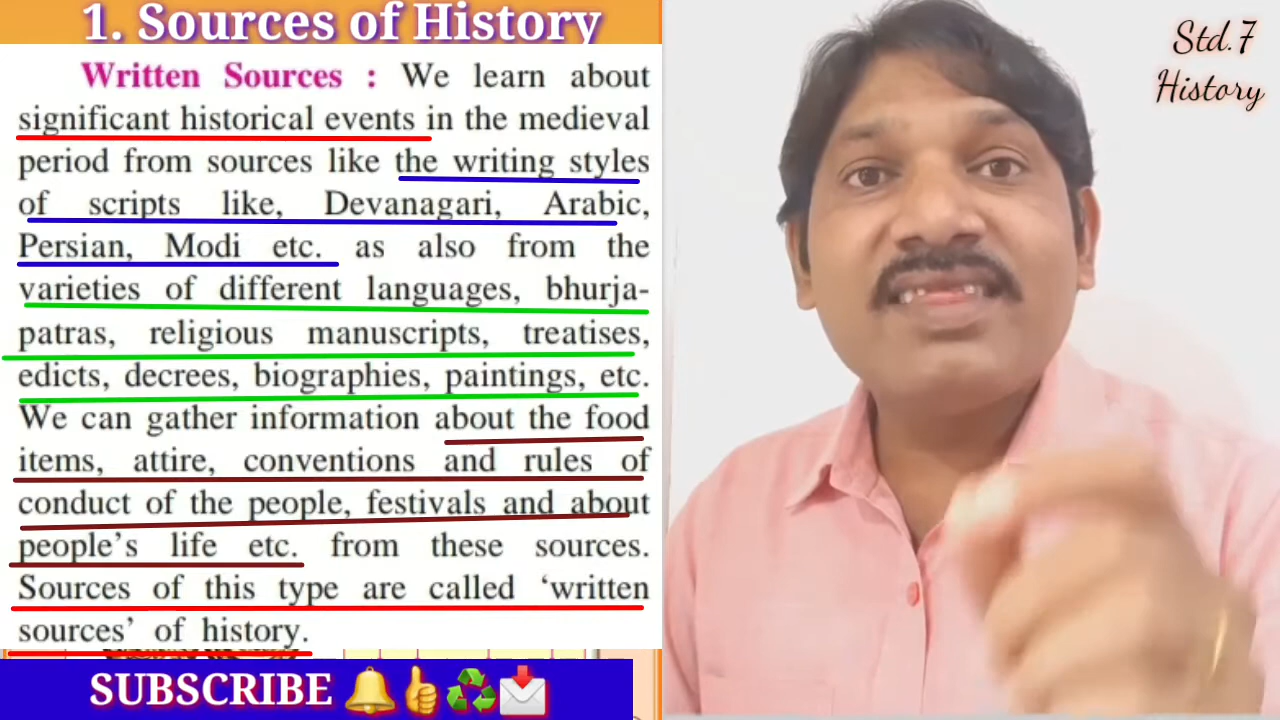 1. Sources of History
Written Sources : We learn about
significant historical events in the medieval
period from sources like the writing styles
of scripts like, Devanagari, Arabic,
Persian, Modi etc. as also from the
varieties of different languages, bhurja-
patras, religious manuscripts, treatises,
edicts, decrees, biographies, paintings, etc.
We can gather information about the food
items, attire, conventions and rules of
conduct of the people, festivals and about
people's life etc. from these sources.
Sources of this type are called ‘written
sources’ of history.
SUBSCRIBE
Std.7
History